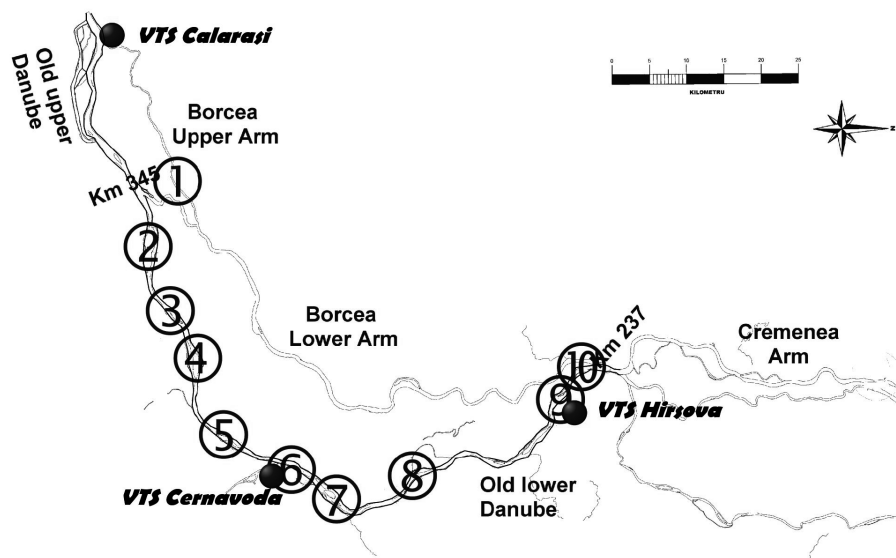 VTS Calarasi
Old upper
Danube
Borcea
Upper Arm
Km 345
1
2
3
4
5
6
7
8
9
10
Borcea
Lower Arm
Km 237
Cremenea
Arm
VTS Hirsova
VTS Cernavoda
Old lower
Danube
0 5 10 15 20 25
KILOMETRU
N